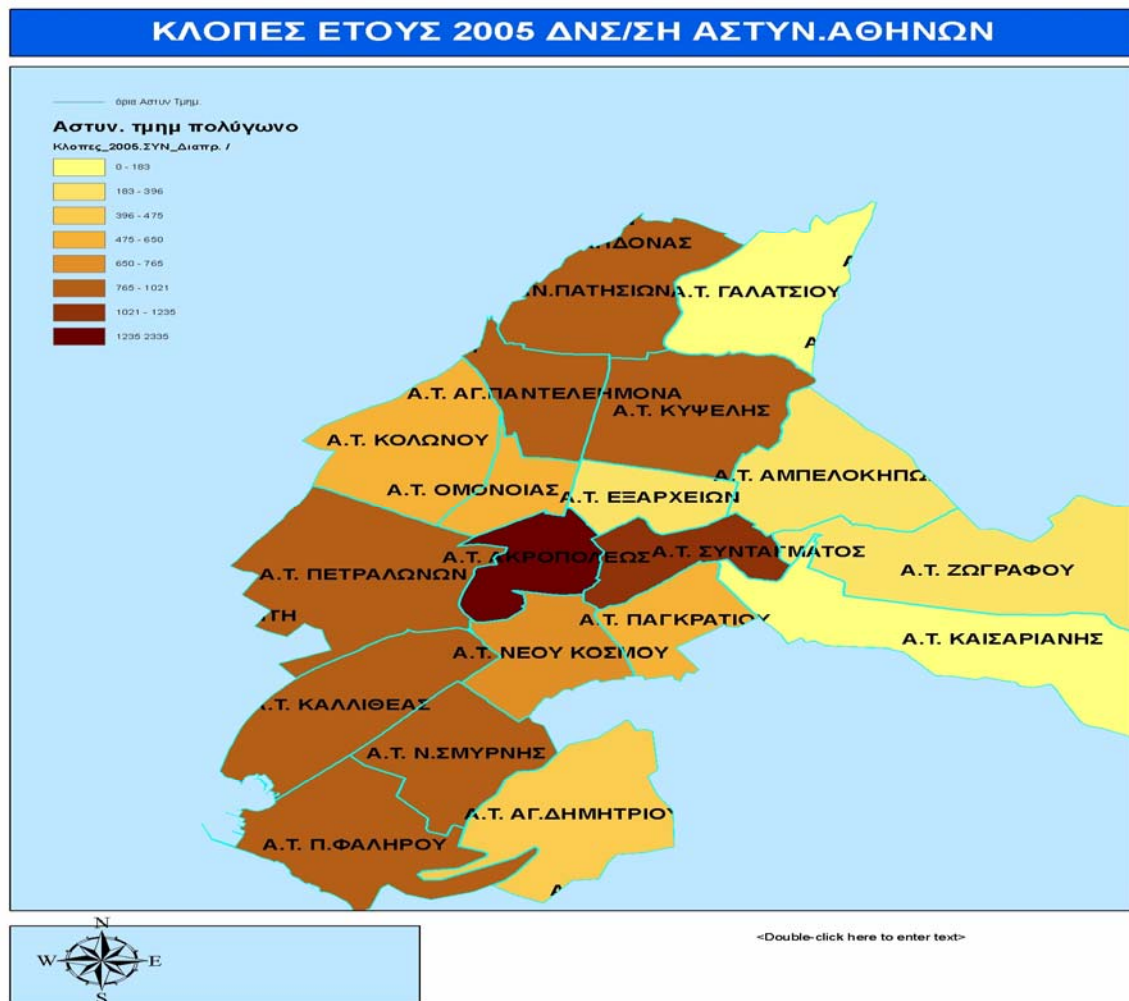 ΚΛΟΠΕΣ ΕΤΟΥΣ 2005 ΔΝΣ/ΣΗ ΑΣΤΥΝ.ΑΘΗΝΩΝ
όρια Αστυν Τμημ.
Αστυν. τμημ πολύγωνο
Κλοπες_2005.ΣΥΝ_Διαπρ. /
0 - 183
183 - 396
396 - 475
475 - 650
650 - 765
765 - 1021
1021 - 1235
1235 2335
ΔΟΝΑΣ
Ν.ΠΑΤΗΣΙΩΝ
Α.Τ. ΓΑΛΑΤΣΙΟΥ
Α.Τ. ΑΓ.ΠΑΝΤΕΛΕΗΜΟΝΑ
Α.Τ. ΚΥΨΕΛΗΣ
Α.Τ. ΚΟΛΩΝΟΥ
Α.Τ. ΑΜΠΕΛΟΚΗΠΩ
Α.Τ. ΟΜΟΝΟΙΑΣ
Α.Τ. ΕΞΑΡΧΕΙΩΝ
Α.Τ. ΑΚΡΟΠΟΛΕΩΣ
Α.Τ. ΣΥΝΤΑΓΜΑΤΟΣ
Α.Τ. ΠΕΤΡΑΛΩΝΩΝ
Α.Τ. ΖΩΓΡΑΦΟΥ
ΤΗ
Α.Τ. ΠΑΓΚΡΑΤΙΟΥ
Α.Τ. ΚΑΙΣΑΡΙΑΝΗΣ
Α.Τ. ΝΕΟΥ ΚΟΣΜΟΥ
Α.Τ. ΚΑΛΛΙΘΕΑΣ
Α.Τ. Ν.ΣΜΥΡΝΗΣ
Α.Τ. ΑΓ.ΔΗΜΗΤΡΙΟΥ
Α.Τ. Π.ΦΑΛΗΡΟΥ
N
W E
S
<Double-click here to enter text>